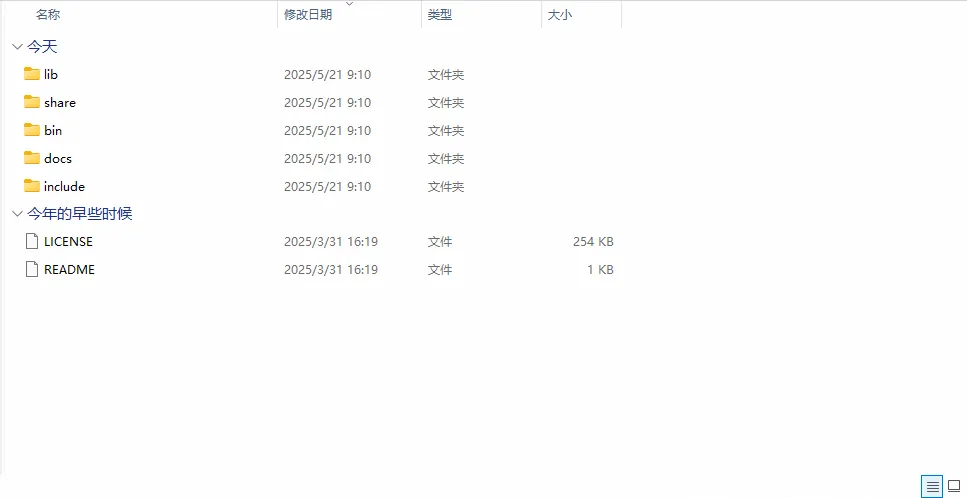 名称 修改日期 类型 大小
今天
lib 2025/5/21 9:10 文件夹
share 2025/5/21 9:10 文件夹
bin 2025/5/21 9:10 文件夹
docs 2025/5/21 9:10 文件夹
include 2025/5/21 9:10 文件夹
今年的早些时候
LICENSE 2025/3/31 16:19 文件 254 KB
README 2025/3/31 16:19 文件 1 KB